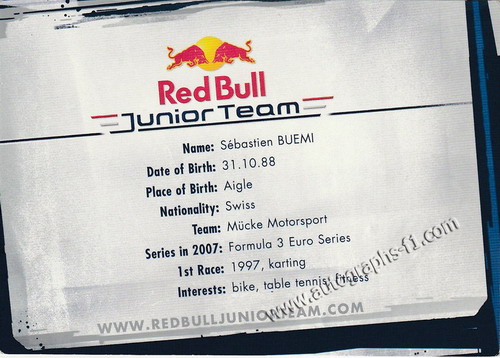 Red Bull
Junior Team
Name: Sébastien BUEMI
Date of Birth: 31.10.88
Place of Birth: Aigle
Nationality: Swiss
Team: Mücke Motorsport
Series in 2007: Formula 3 Euro Series
1st Race: 1997, karting
Interests: bike, table tennis, fitness
www.autographs-f1.com
WWW.REDBULLJUNIORTEAM.COM